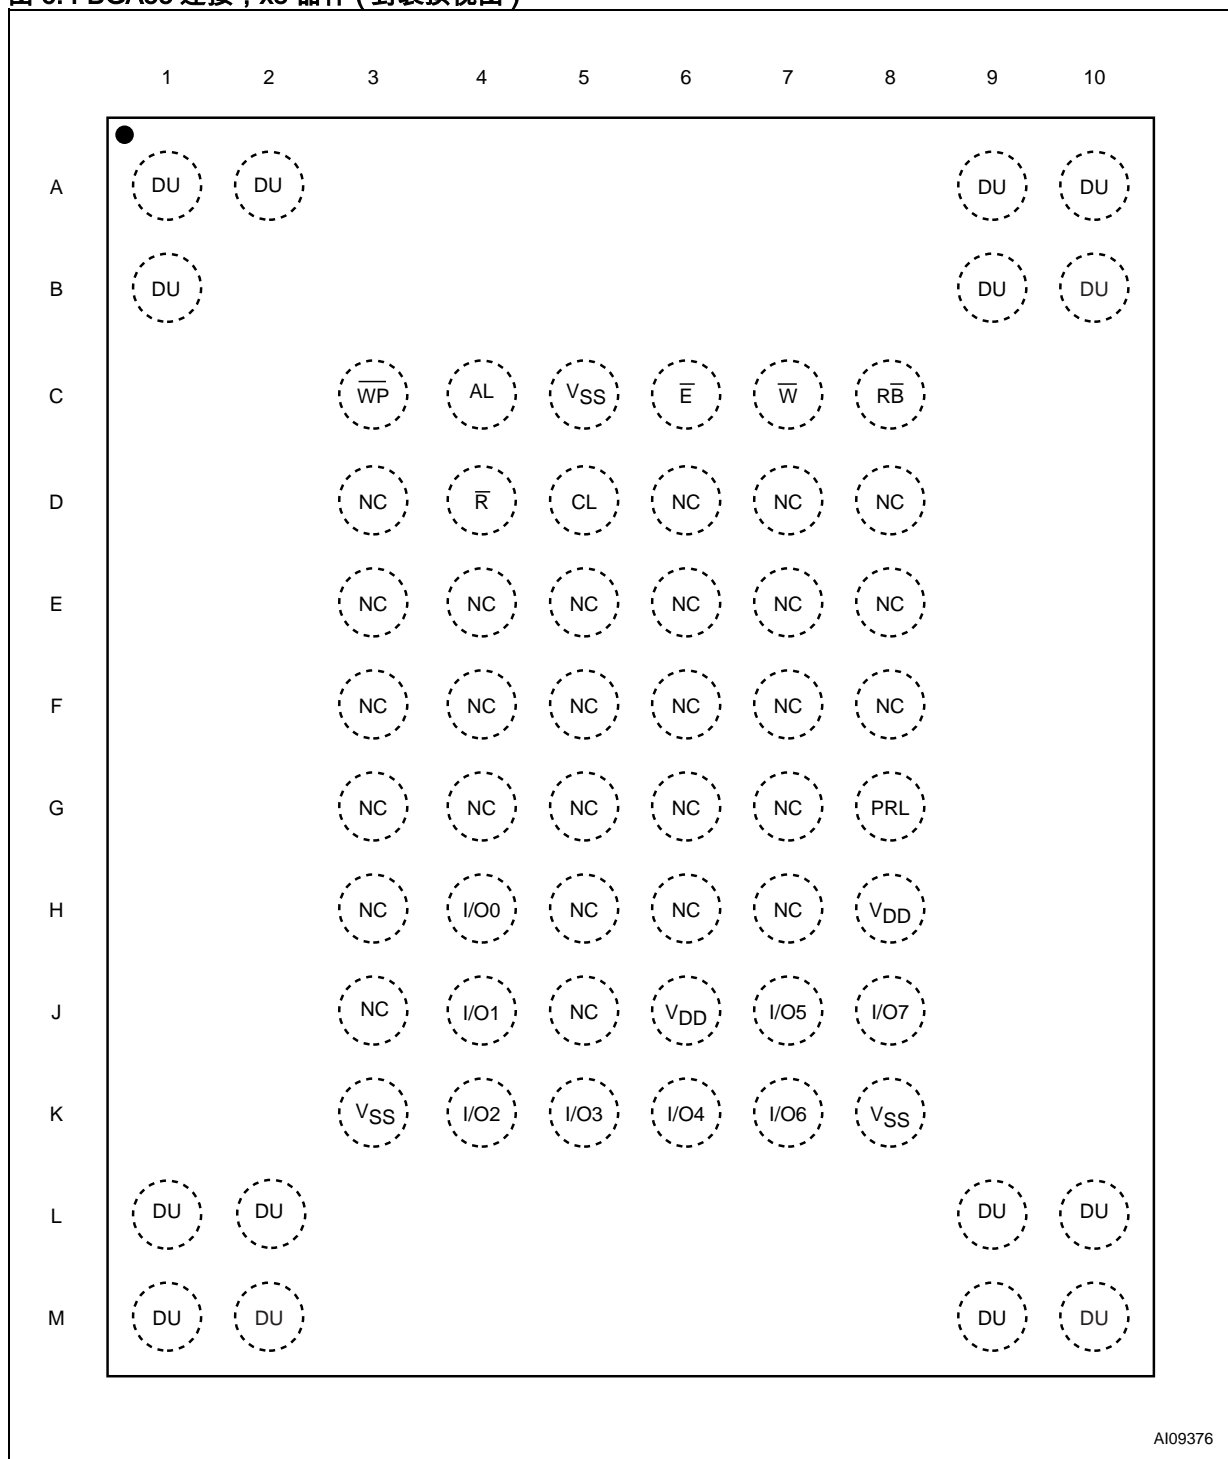 1 2 3 4 5 6 7 8 9 10
A DU DU DU DU
B DU DU DU
C W̅P̅ AL VSS E̅ W̅ RB̅
D NC R̅ CL NC NC NC
E NC NC NC NC NC NC
F NC NC NC NC NC NC
G NC NC NC NC NC PRL
H NC I/O0 NC NC NC VDD
J NC I/O1 NC VDD I/O5 I/O7
K VSS I/O2 I/O3 I/O4 I/O6 VSS
L DU DU DU DU
M DU DU DU DU
AI09376